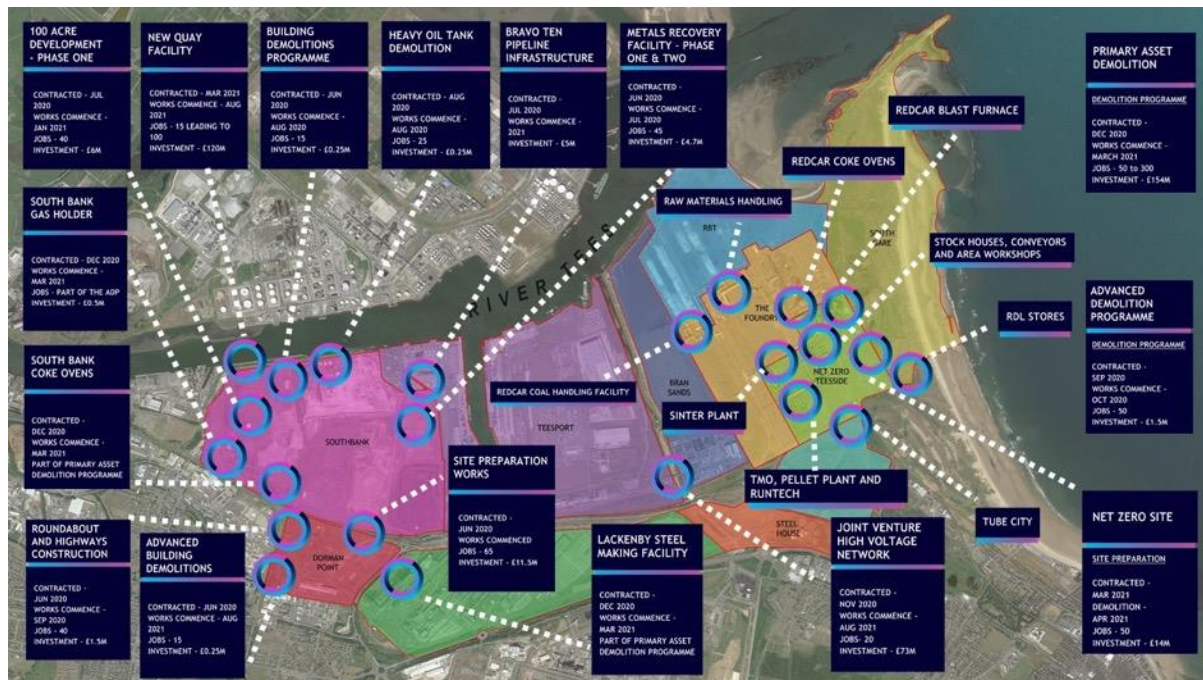 100 ACRE
DEVELOPMENT
- PHASE ONE
CONTRACTED - JUL
2020
WORKS COMMENCE -
JAN 2021
JOBS - 40
INVESTMENT - £6M
NEW QUAY
FACILITY
CONTRACTED - MAR 2021
WORKS COMMENCE - AUG
2021
JOBS - 15 LEADING TO
100
INVESTMENT - £120M
BUILDING
DEMOLITIONS
PROGRAMME
CONTRACTED - JUN
2020
WORKS COMMENCE -
AUG 2020
JOBS - 15
INVESTMENT - £0.25M
HEAVY OIL TANK
DEMOLITION
CONTRACTED - AUG
2020
WORKS COMMENCE -
AUG 2020
JOBS - 25
INVESTMENT - £0.25M
BRAVO TEN
PIPELINE
INFRASTRUCTURE
CONTRACTED -
JUL 2020
WORKS COMMENCE -
2021
INVESTMENT - £5M
METALS RECOVERY
FACILITY - PHASE
ONE & TWO
CONTRACTED -
JUN 2020
WORKS COMMENCE -
JUL 2020
JOBS - 45
INVESTMENT - £4.7M
PRIMARY ASSET
DEMOLITION
DEMOLITION PROGRAMME
CONTRACTED -
DEC 2020
WORKS COMMENCE -
MARCH 2021
JOBS - 50 to 300
INVESTMENT - £154M
REDCAR BLAST FURNACE
REDCAR COKE OVENS
RAW MATERIALS HANDLING
STOCK HOUSES, CONVEYORS
AND AREA WORKSHOPS
RDL STORES
SOUTH BANK
GAS HOLDER
CONTRACTED - DEC 2020
WORKS COMMENCE -
MAR 2021
JOBS - PART OF THE ADP
INVESTMENT - £0.5M
RIVER TEES
RBT
SOUTH
GARE
THE
FOUNDRY
NET ZERO
TEESSIDE
BRAN
SANDS
TEESPORT
SOUTHBANK
DORMAN
POINT
STEEL
HOUSE
ADVANCED
DEMOLITION
PROGRAMME
DEMOLITION PROGRAMME
CONTRACTED -
SEP 2020
WORKS COMMENCE -
OCT 2020
JOBS - 50
INVESTMENT - £1.5M
SOUTH BANK
COKE OVENS
CONTRACTED -
DEC 2020
WORKS COMMENCE -
MAR 2021
PART OF PRIMARY ASSET
DEMOLITION PROGRAMME
REDCAR COAL HANDLING FACILITY
SINTER PLANT
TMO, PELLET PLANT AND
RUNTECH
TUBE CITY
SITE PREPARATION
WORKS
CONTRACTED -
JUN 2020
WORKS COMMENCED
JOBS - 65
INVESTMENT - £11.5M
ROUNDABOUT
AND HIGHWAYS
CONSTRUCTION
CONTRACTED -
JUN 2020
WORKS COMMENCE -
SEP 2020
JOBS - 40
INVESTMENT - £1.5M
ADVANCED
BUILDING
DEMOLITIONS
CONTRACTED - JUN 2020
WORKS COMMENCE - AUG
2021
JOBS - 15
INVESTMENT - £0.25M
LACKENBY STEEL
MAKING FACILITY
CONTRACTED -
DEC 2020
WORKS COMMENCE -
MAR 2021
PART OF PRIMARY ASSET
DEMOLITION PROGRAMME
JOINT VENTURE
HIGH VOLTAGE
NETWORK
CONTRACTED -
NOV 2020
WORKS COMMENCE -
AUG 2021
JOBS- 20
INVESTMENT - £73M
NET ZERO SITE
SITE PREPARATION
CONTRACTED -
MAR 2021
DEMOLITION -
APR 2021
JOBS - 50
INVESTMENT - £14M